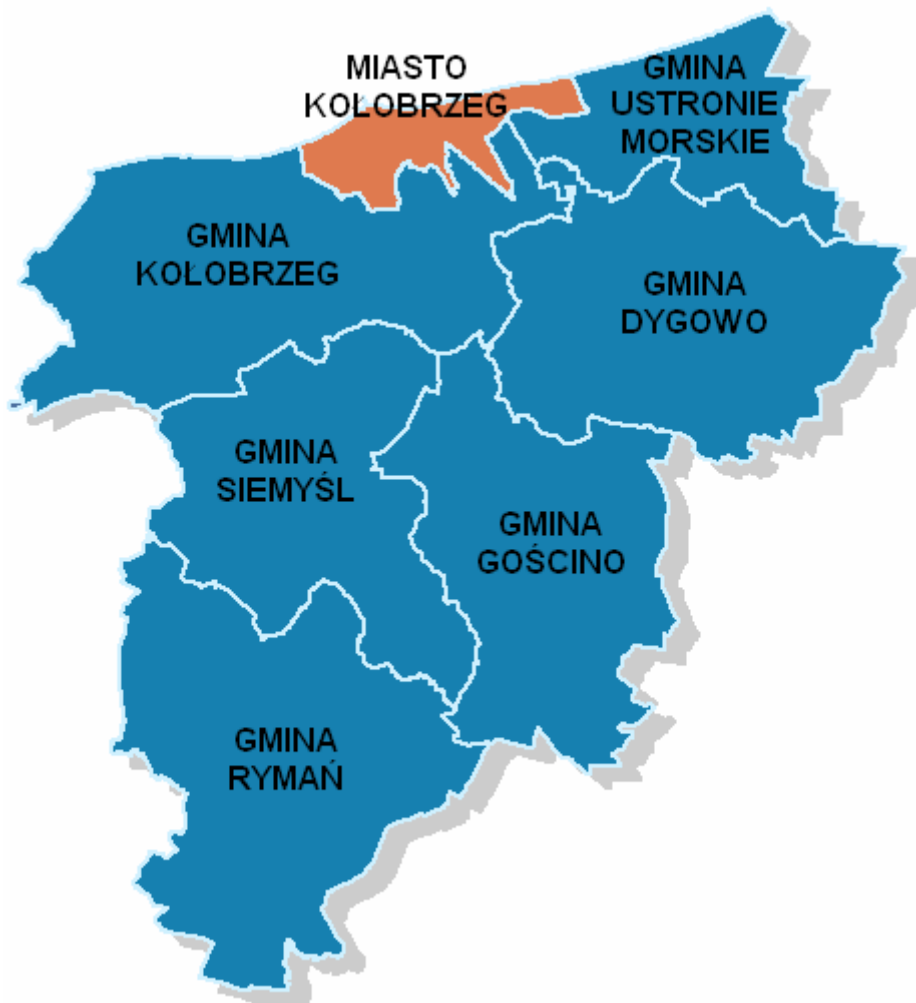 MIASTO
KOŁOBRZEG
GMINA
USTRONIE
MORSKIE
GMINA
KOŁOBRZEG
GMINA
DYGOWO
GMINA
SIEMYŚL
GMINA
GOŚCINO
GMINA
RYMAŃ